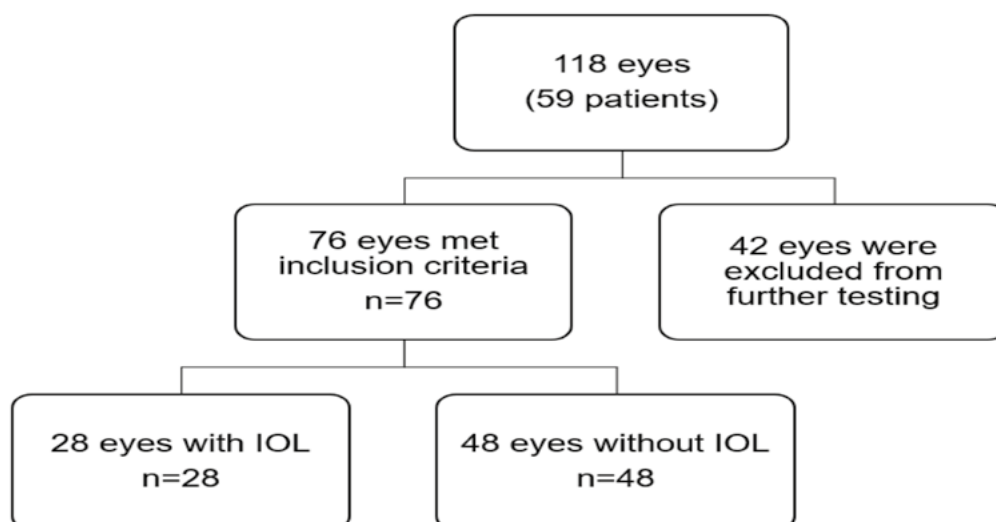 118 eyes
(59 patients)
76 eyes met
inclusion criteria
n=76
42 eyes were
excluded from
further testing
28 eyes with IOL
n=28
48 eyes without IOL
n=48